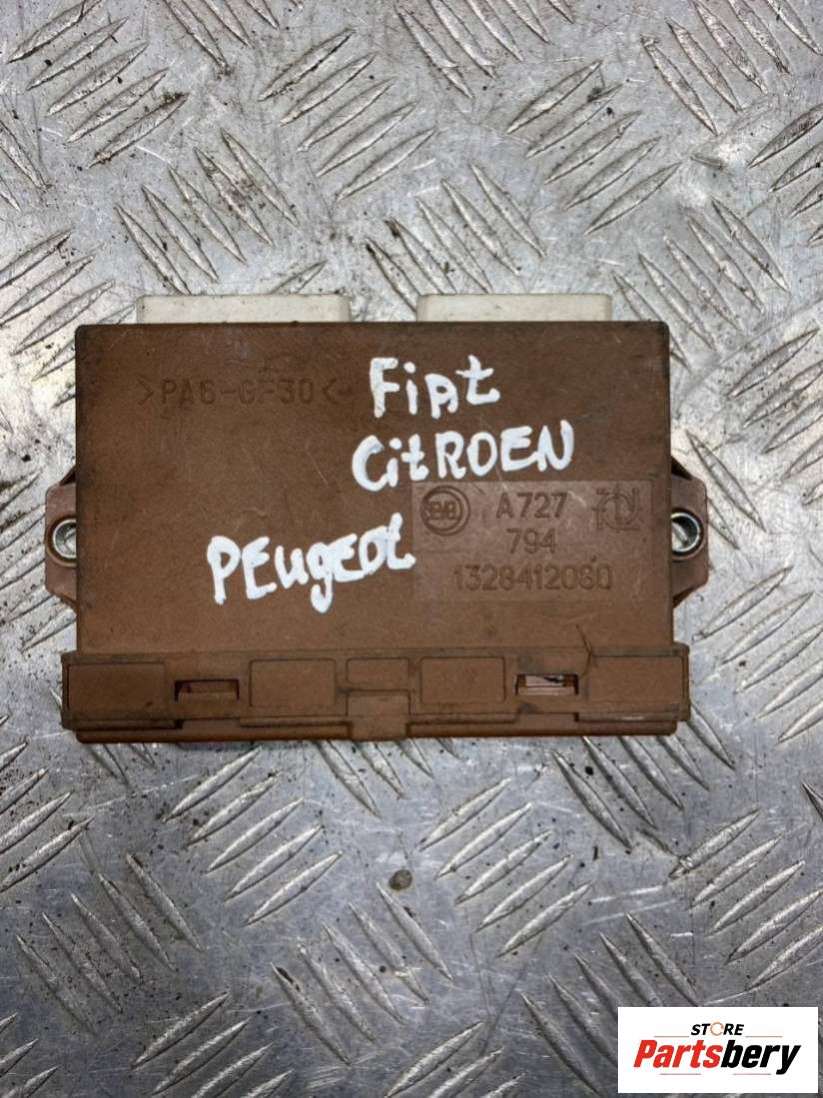 >PA6-GF30<
Fiat
CitROEN
PEugEOt
A727
794
1328412080
STORE
Partsbery